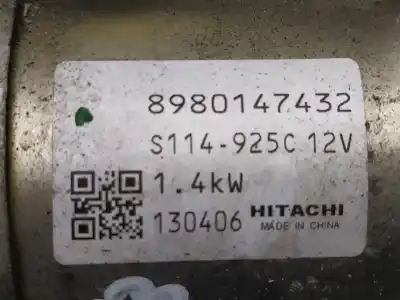 8980147432
S114-925C 12V
1.4kW
130406 HITACHI
MADE IN CHINA